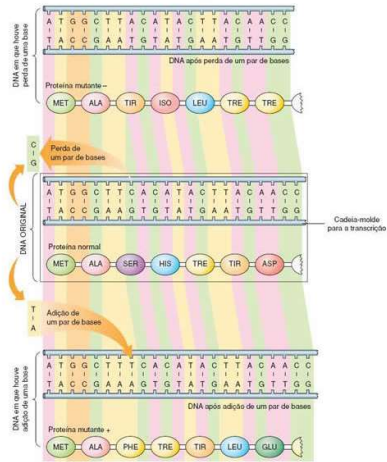 DNA em que houve
perda de uma base
A T G G C T T A C A T A C T T A C A A C C
T A C C G A A T G T A T G A A T G T T G G
DNA após perda de um par de bases
Proteína mutante –
MET ALA TIR ISO LEU TRE TRE
C
G
Perda de
um par de bases
DNA ORIGINAL
A T G G C T T C A C A T A C T T A C A A C C
T A C C G A A G T G T A T G A A T G T T G G
Cadeia-molde
para a transcrição
Proteína normal
MET ALA SER HIS TRE TIR ASP
T
A
Adição de
um par de bases
DNA em que houve
adição de uma base
A T G G C T T T C A C A T A C T T A C A A C C
T A C C G A A A G T G T A T G A A T G T T G G
DNA após adição de um par de bases
Proteína mutante +
MET ALA PHE TRE TIR LEU GLU